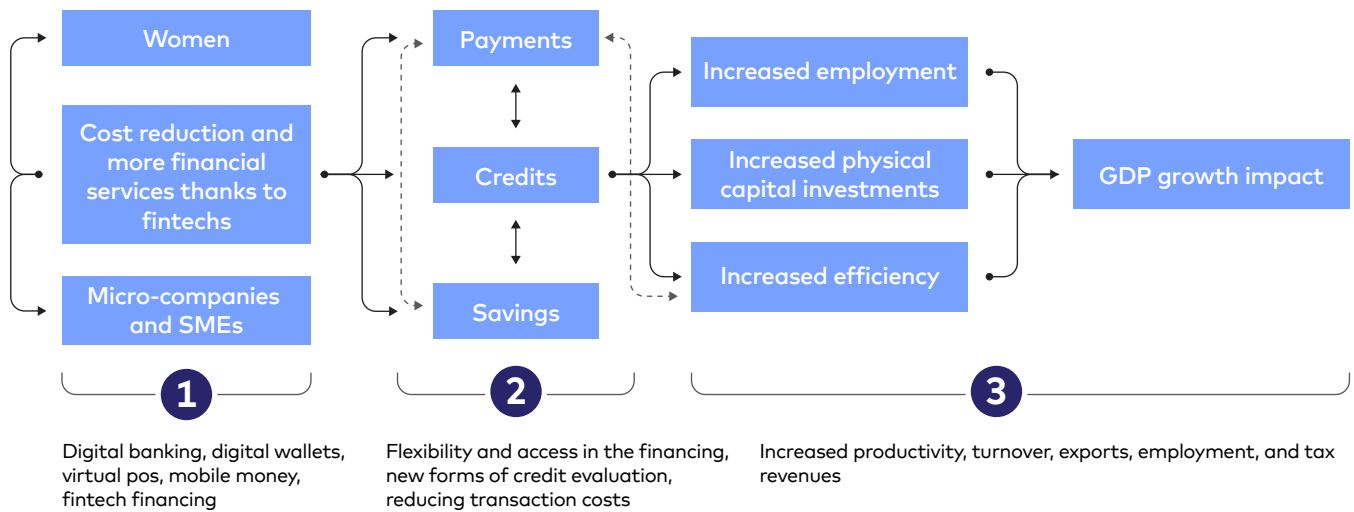 Women
Cost reduction and
more financial
services thanks to
fintechs
Micro-companies
and SMEs
Payments
Credits
Savings
Increased employment
Increased physical
capital investments
Increased efficiency
GDP growth impact
1
Digital banking, digital wallets,
virtual pos, mobile money,
fintech financing
2
Flexibility and access in the financing,
new forms of credit evaluation,
reducing transaction costs
3
Increased productivity, turnover, exports, employment, and tax
revenues